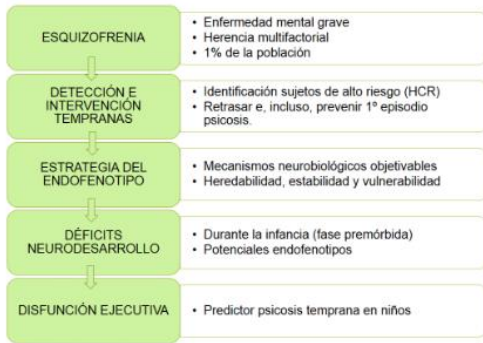 ESQUIZOFRENIA
• Enfermedad mental grave
• Herencia multifactorial
• 1% de la población
DETECCIÓN E
INTERVENCIÓN
TEMPRANAS
• Identificación sujetos de alto riesgo (HCR)
• Retrasar e, incluso, prevenir 1º episodio
psicosis.
ESTRATEGIA DEL
ENDOFENOTIPO
• Mecanismos neurobiológicos objetivables
• Heredabilidad, estabilidad y vulnerabilidad
DÉFICITS
NEURODESARROLLO
• Durante la infancia (fase premórbida)
• Potenciales endofenotipos
DISFUNCIÓN EJECUTIVA
• Predictor psicosis temprana en niños